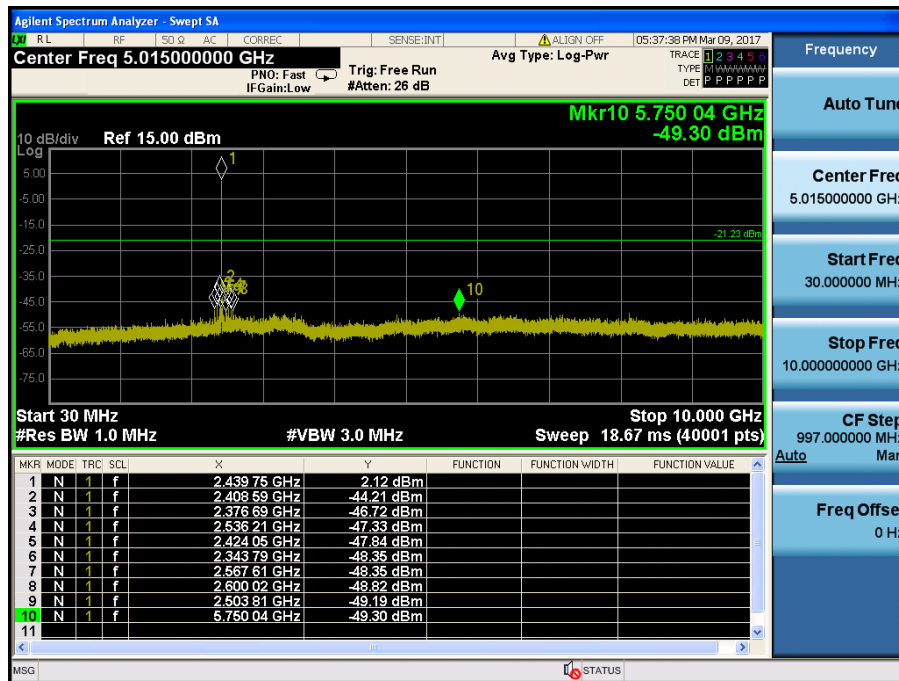 Agilent Spectrum Analyzer - Swept SA
LXI RL RF 50 Ω AC CORREC SENSE:INT ALIGN OFF 05:37:38 PM Mar 09, 2017
Center Freq 5.015000000 GHz
PNO: Fast
IFGain:Low
Trig: Free Run
#Atten: 26 dB
Avg Type: Log-Pwr
TRACE 1 2 3 4 5 6
TYPE M W W W W W
DET P P P P P P
Mkr10 5.750 04 GHz
-49.30 dBm
10 dB/div Ref 15.00 dBm
Log
1
5.00
-5.00
-15.0
-21.23 dBm
-25.0
-35.0
2
10
-45.0
-55.0
-65.0
-75.0
Start 30 MHz Stop 10.000 GHz
#Res BW 1.0 MHz #VBW 3.0 MHz Sweep 18.67 ms (40001 pts)
MKR MODE TRC SCL X Y FUNCTION FUNCTION WIDTH FUNCTION VALUE
1 N 1 f 2.439 75 GHz 2.12 dBm
2 N 1 f 2.408 59 GHz -44.21 dBm
3 N 1 f 2.376 69 GHz -46.72 dBm
4 N 1 f 2.536 21 GHz -47.33 dBm
5 N 1 f 2.424 05 GHz -47.84 dBm
6 N 1 f 2.343 79 GHz -48.35 dBm
7 N 1 f 2.567 61 GHz -48.35 dBm
8 N 1 f 2.600 02 GHz -48.82 dBm
9 N 1 f 2.503 81 GHz -49.19 dBm
10 N 1 f 5.750 04 GHz -49.30 dBm
11
MSG STATUS
Frequency
Auto Tun
Center Fre
5.015000000 GH
Start Fre
30.000000 MH
Stop Fre
10.000000000 GH
CF Step
997.000000 MH
Auto Ma
Freq Offse
0 H